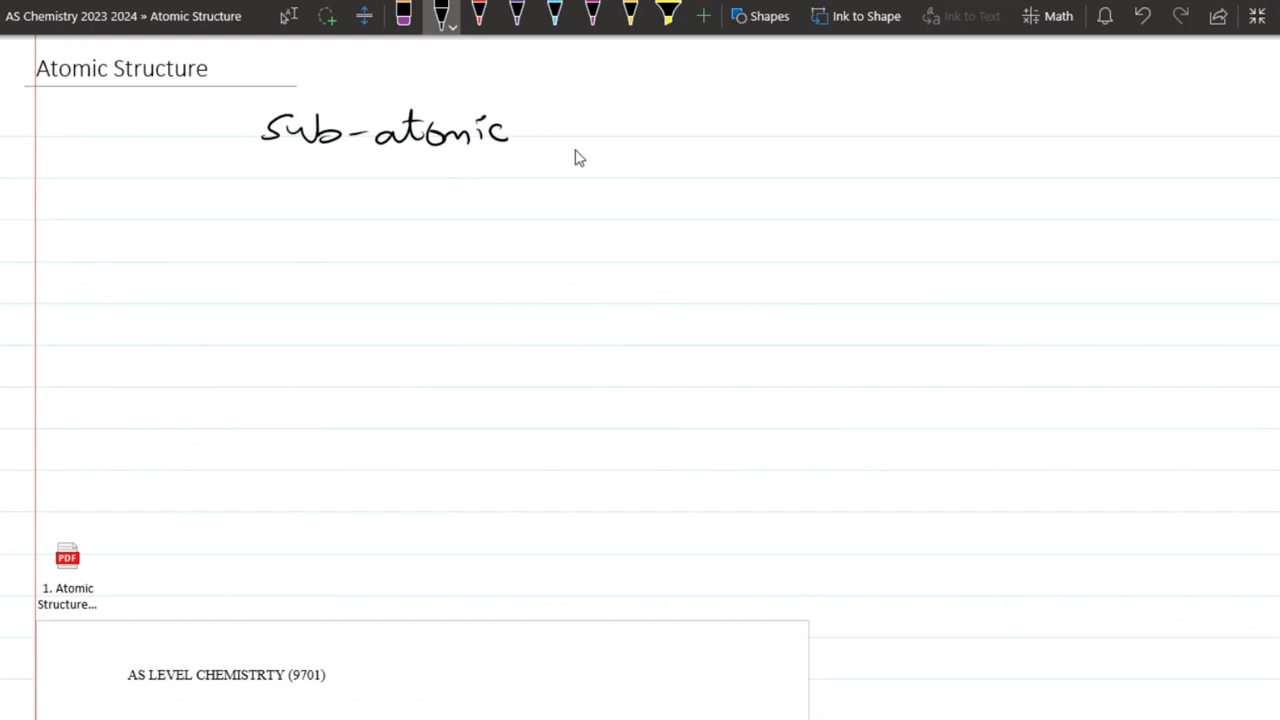 AS Chemistry 2023 2024 » Atomic Structure
Shapes
Ink to Shape
Ink to Text
Math
Atomic Structure
sub-atomic
PDF
1. Atomic
Structure...
AS LEVEL CHEMISTRTY (9701)